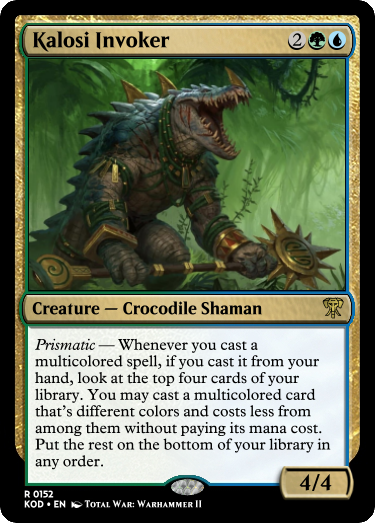 Kalosi Invoker 2
Creature — Crocodile Shaman
Prismatic — Whenever you cast a
multicolored spell, if you cast it from your
hand, look at the top four cards of your
library. You may cast a multicolored card
that's different colors and costs less from
among them without paying its mana cost.
Put the rest on the bottom of your library in
any order.
4/4
R 0152
KOD • EN Total War: Warhammer II